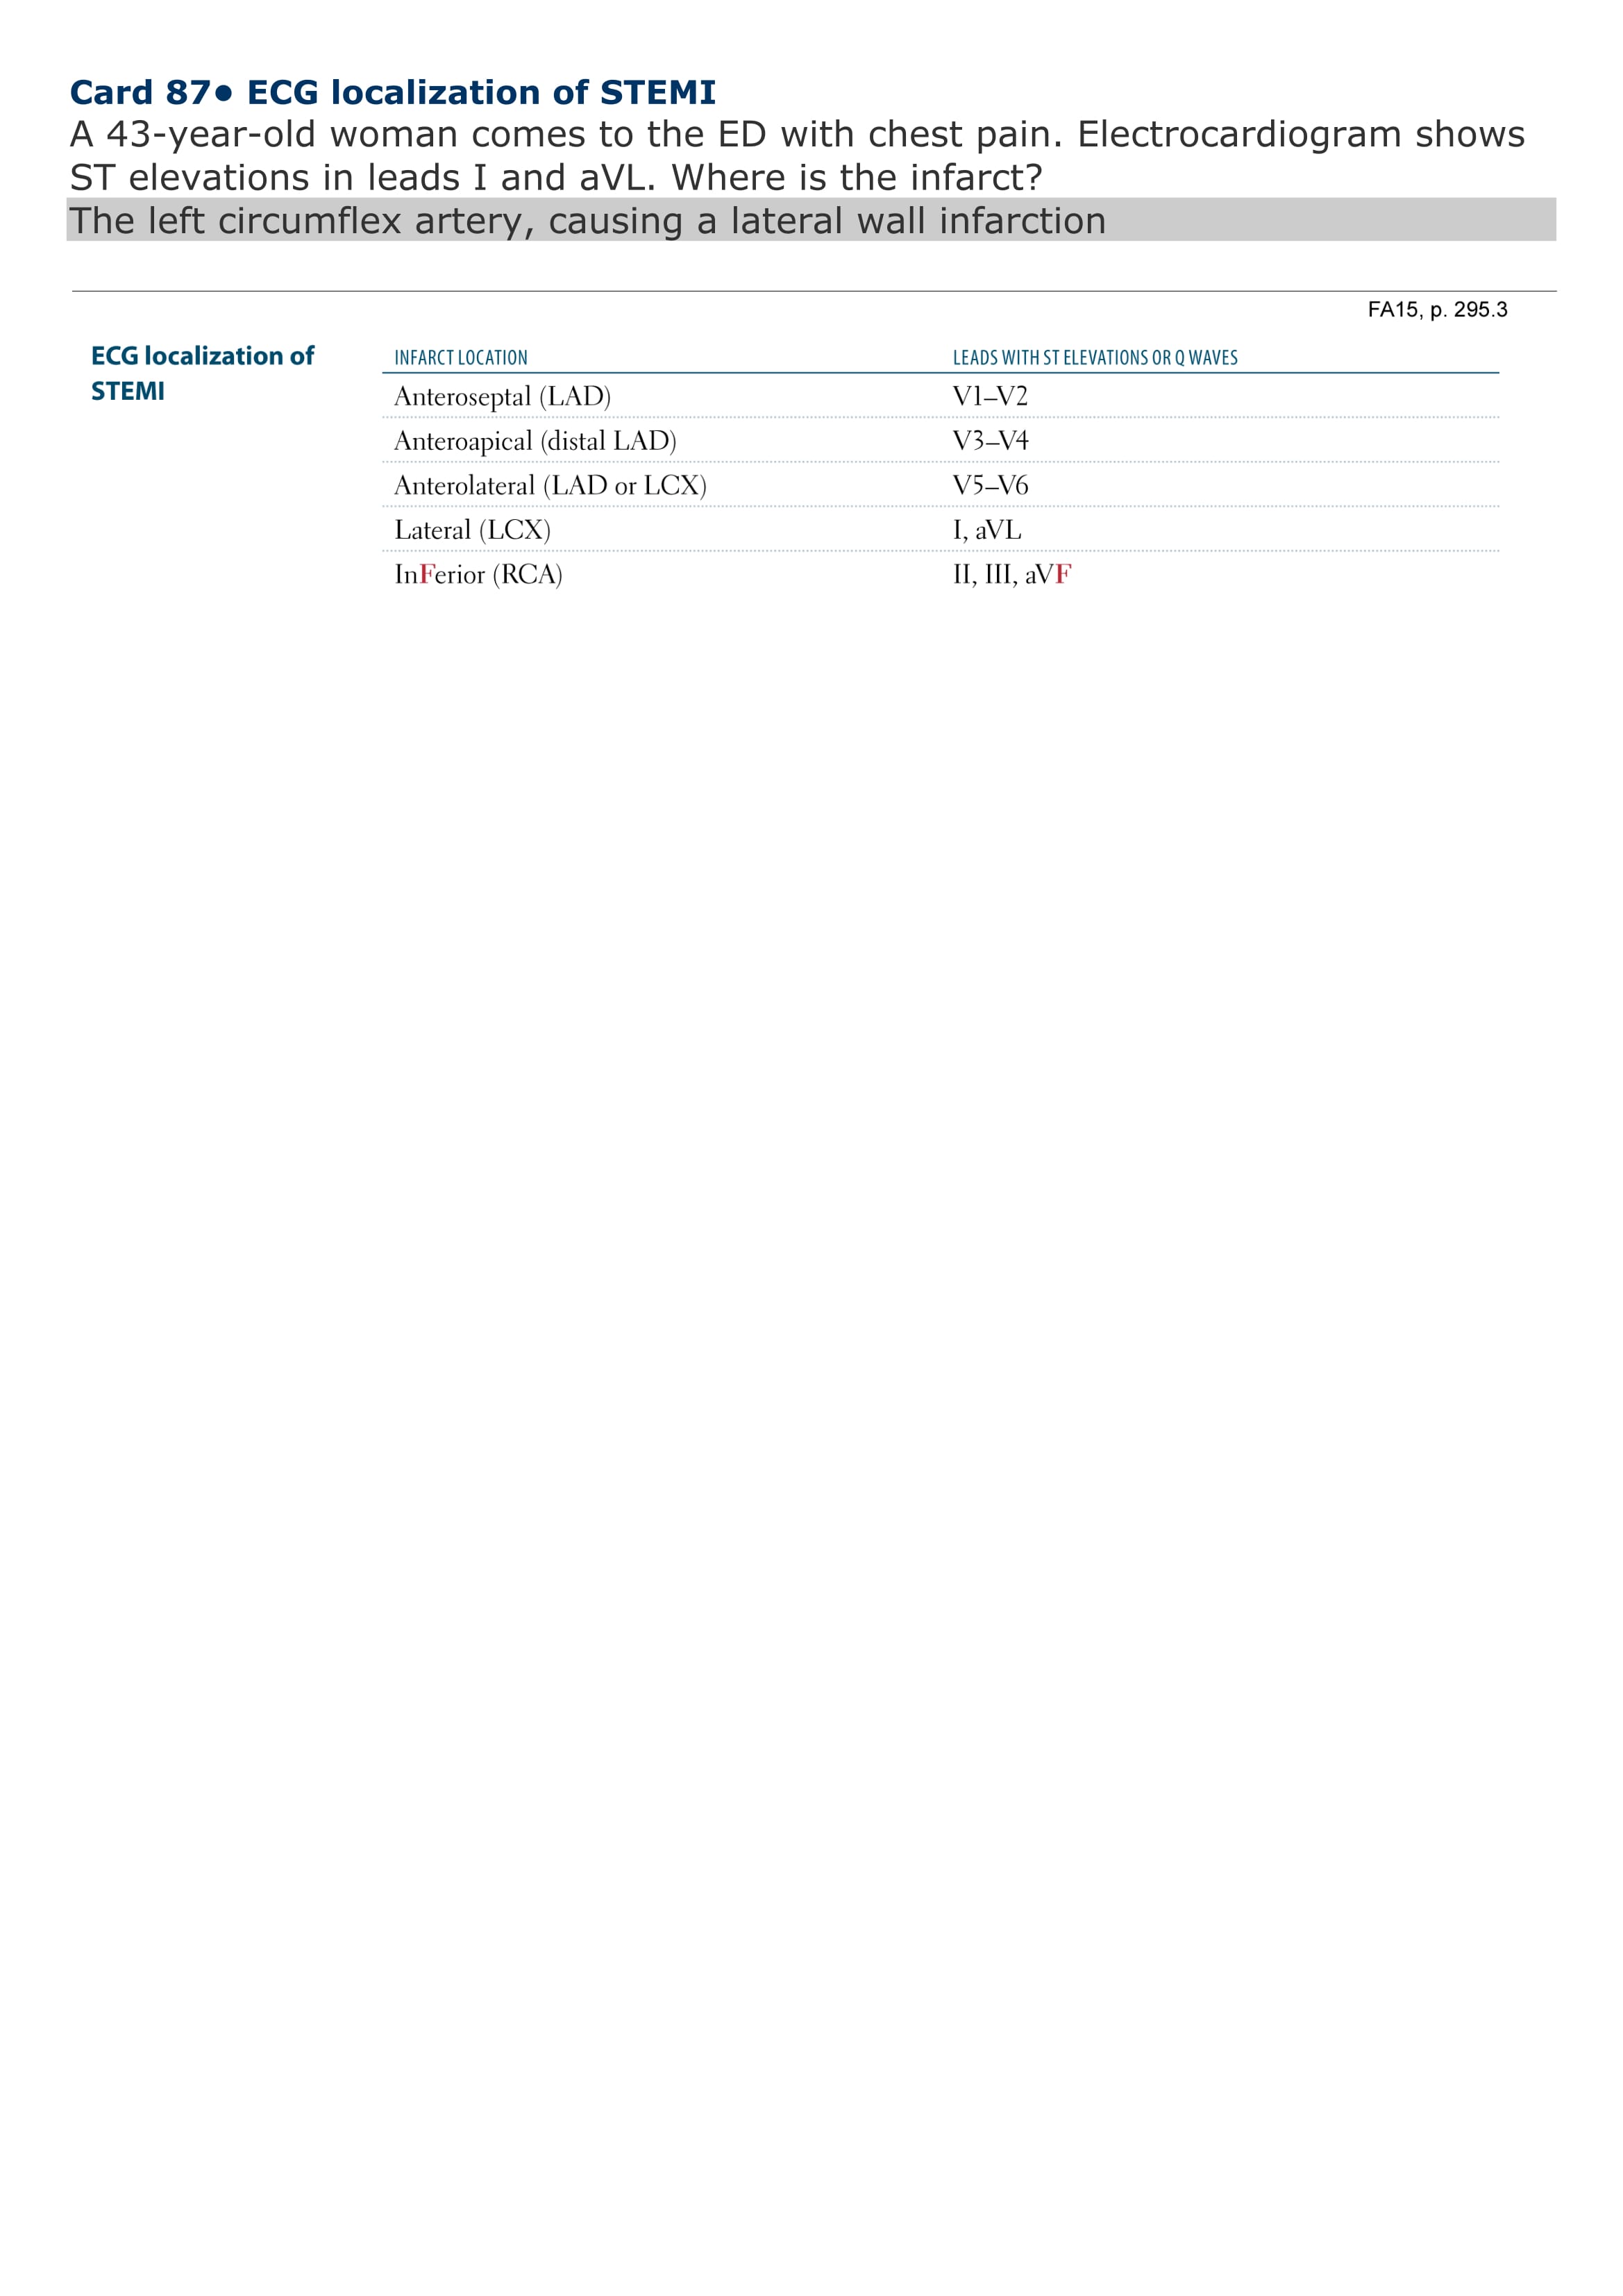 Card 87● ECG localization of STEMI
A 43-year-old woman comes to the ED with chest pain. Electrocardiogram shows
ST elevations in leads I and aVL. Where is the infarct?
The left circumflex artery, causing a lateral wall infarction
FA15, p. 295.3
ECG localization of
STEMI
INFARCT LOCATION LEADS WITH ST ELEVATIONS OR Q WAVES
Anteroseptal (LAD) V1–V2
Anteroapical (distal LAD) V3–V4
Anterolateral (LAD or LCX) V5–V6
Lateral (LCX) I, aVL
InFerior (RCA) II, III, aVF